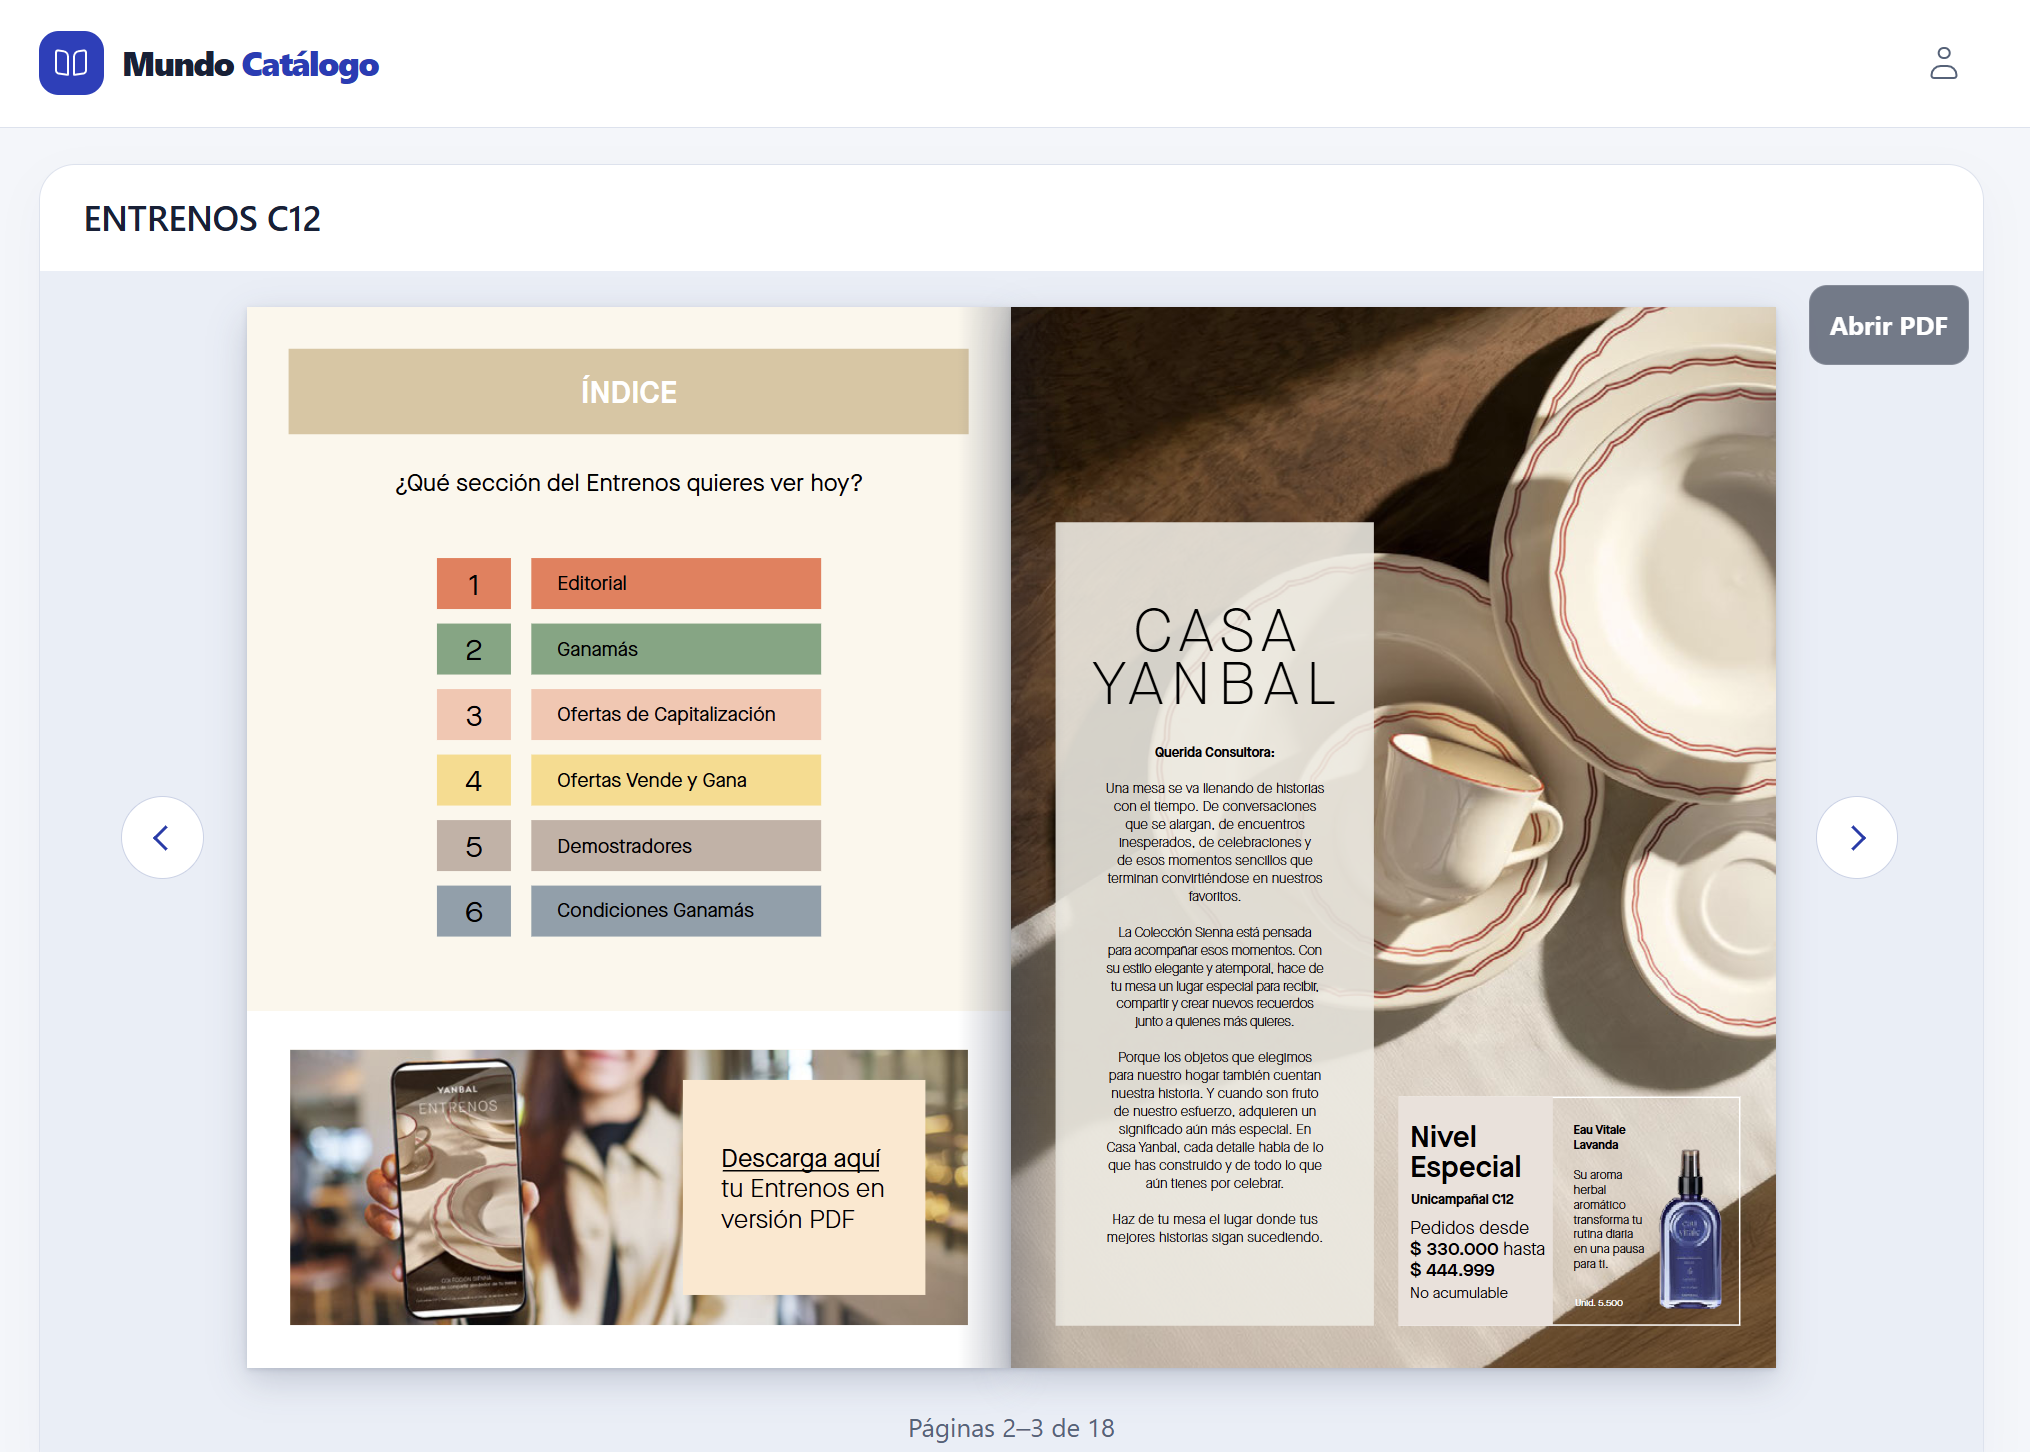 Mundo Catálogo
ENTRENOS C12
Abrir PDF
ÍNDICE
¿Qué sección del Entrenos quieres ver hoy?
1 Editorial
2 Ganamás
3 Ofertas de Capitalización
4 Ofertas Vende y Gana
5 Demostradores
6 Condiciones Ganamás
YANBAL
ENTRENOS
COLECCIÓN SIENNA
Descarga aquí
tu Entrenos en
versión PDF
CASA
YANBAL
Querida Consultora:
Una mesa se va llenando de historias
con el tiempo. De conversaciones
que se alargan, de encuentros
inesperados, de celebraciones y
de esos momentos sencillos que
terminan convirtiéndose en nuestros
favoritos.
La Colección Sienna está pensada
para acompañar esos momentos. Con
su estilo elegante y atemporal, hace de
tu mesa un lugar especial para recibir,
compartir y crear nuevos recuerdos
junto a quienes más quieres.
Porque los objetos que elegimos
para nuestro hogar también cuentan
nuestra historia. Y cuando son fruto
de nuestro esfuerzo, adquieren un
significado aún más especial. En
Casa Yanbal, cada detalle habla de lo
que has construido y de todo lo que
aún tienes por celebrar.
Haz de tu mesa el lugar donde tus
mejores historias sigan sucediendo.
Nivel
Especial
Unicampañal C12
Pedidos desde
$ 330.000 hasta
$ 444.999
No acumulable
Eau Vitale
Lavanda
Su aroma
herbal
aromático
transforma tu
rutina diaria
en una pausa
para ti.
Unid. 5.500
eau
vitale
Páginas 2–3 de 18